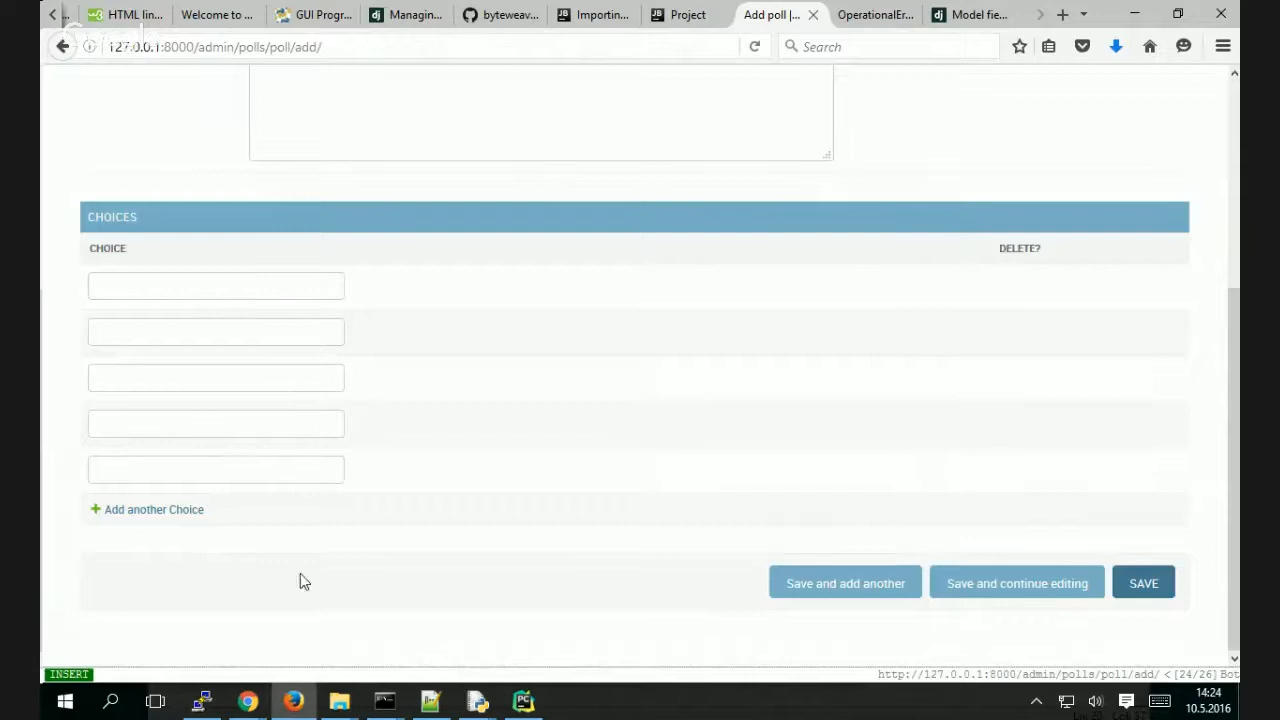 HTML lin...
Welcome to ...
GUI Progr...
Managin...
byteweav...
Importin...
Project
Add poll |...
OperationalEr...
Model fie...
127.0.0.1:8000/admin/polls/poll/add/
Search
CHOICES
CHOICE
DELETE?
Add another Choice
Save and add another
Save and continue editing
SAVE
INSERT
http://127.0.0.1:8000/admin/polls/poll/add/ < [24/26] Bot
14:24
10.5.2016